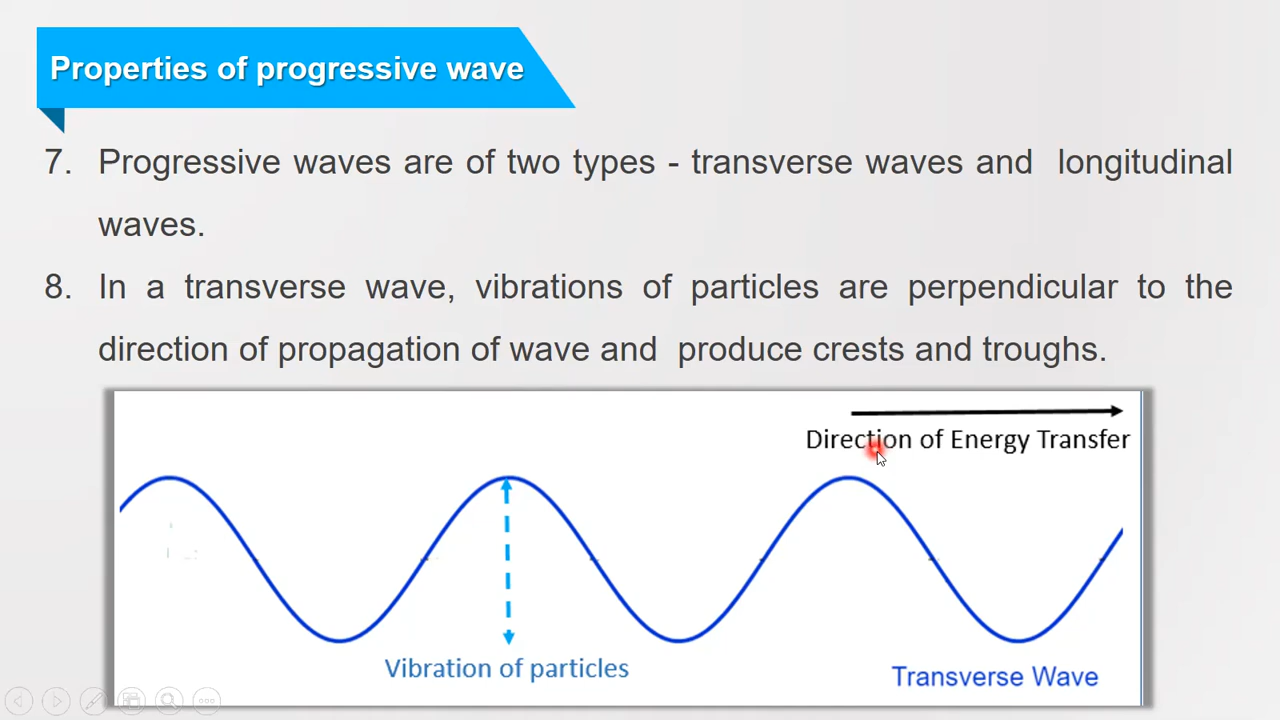 Properties of progressive wave
7. Progressive waves are of two types - transverse waves and longitudinal
waves.
8. In a transverse wave, vibrations of particles are perpendicular to the
direction of propagation of wave and produce crests and troughs.
Direction of Energy Transfer
Vibration of particles
Transverse Wave